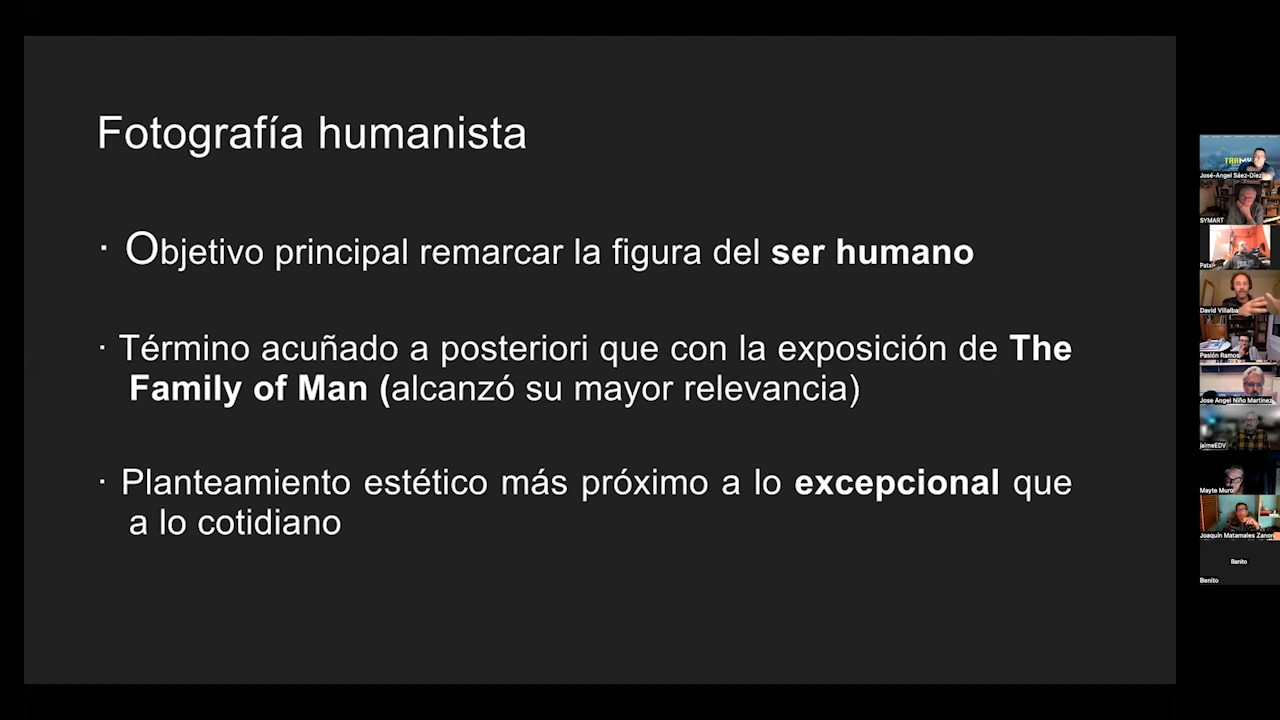 Fotografía humanista
· Objetivo principal remarcar la figura del ser humano
· Término acuñado a posteriori que con la exposición de The
Family of Man (alcanzó su mayor relevancia)
· Planteamiento estético más próximo a lo excepcional que
a lo cotidiano
José-Angel Sáez-Díez
SYMART
Patxi
David Villalba
Pasión Ramos
Jose Angel Niño Martinez
jaimeEDV
Mayte Muro
Joaquín Matamales Zanon
Benito
Benito